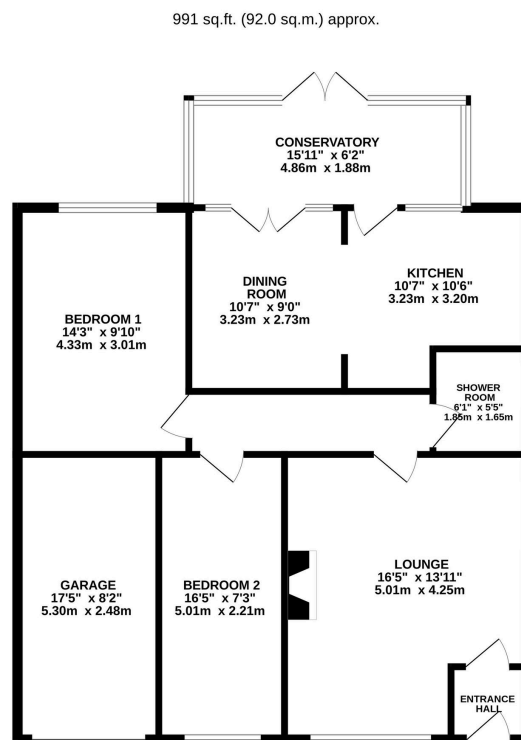 991 sq.ft. (92.0 sq.m.) approx.
CONSERVATORY
15'11" x 6'2"
4.86m x 1.88m
BEDROOM 1
14'3" x 9'10"
4.33m x 3.01m
DINING
ROOM
10'7" x 9'0"
3.23m x 2.73m
KITCHEN
10'7" x 10'6"
3.23m x 3.20m
SHOWER
ROOM
6'1" x 5'5"
1.85m x 1.65m
GARAGE
17'5" x 8'2"
5.30m x 2.48m
BEDROOM 2
16'5" x 7'3"
5.01m x 2.21m
LOUNGE
16'5" x 13'11"
5.01m x 4.25m
ENTRANCE
HALL